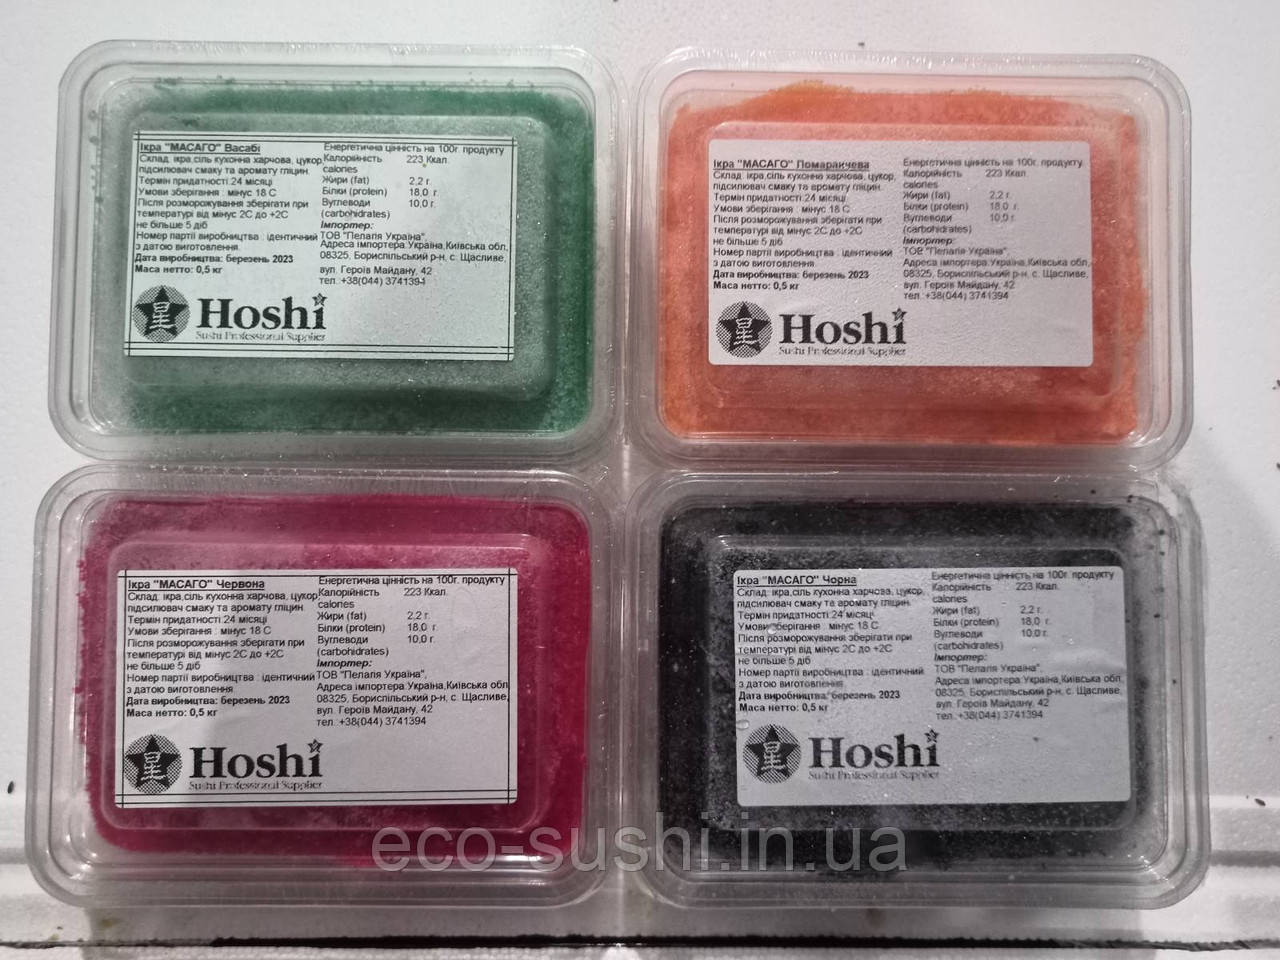 Ікра "МАСАГО" Васабі
Склад: ікра,сіль кухонна харчова, цукор,
підсилювач смаку та аромату гліцин.
Термін придатності:24 місяці
Умови зберігання : мінус 18 С
Після розморожування зберігати при
температурі від мінус 2С до +2С
не більше 5 діб
Номер партії виробництва : ідентичний
з датою виготовлення.
Дата виробництва: березень 2023
Маса нетто: 0,5 кг
Енергетична цінність на 100г. продукту
Калорійність 223 Ккал.
calories
Жири (fat) 2,2 г.
Білки (protein) 18,0 г.
Вуглеводи 10,0 г.
(carbohidrates)
Імпортер:
ТОВ "Пелапія Україна",
Адреса імпортера:Україна,Київська обл,
08325, Бориспільський р-н, с. Щасливе,
вул. Героїв Майдану, 42
тел. +38(044) 3741394
星
Hoshi
Sushi Professional Supplier
Ікра "МАСАГО" Помаранчева
Склад: ікра,сіль кухонна харчова, цукор,
підсилювач смаку та аромату гліцин.
Термін придатності:24 місяці
Умови зберігання : мінус 18 С
Після розморожування зберігати при
температурі від мінус 2С до +2С
не більше 5 діб
Номер партії виробництва : ідентичний
з датою виготовлення.
Дата виробництва: березень 2023
Маса нетто: 0,5 кг
Енергетична цінність на 100г. продукту
Калорійність 223 Ккал.
calories
Жири (fat) 2,2 г.
Білки (protein) 18,0 г.
Вуглеводи 10,0 г.
(carbohidrates)
Імпортер:
ТОВ "Пелапія Україна",
Адреса імпортера:Україна,Київська обл,
08325, Бориспільський р-н, с. Щасливе,
вул. Героїв Майдану, 42
тел. +38(044) 3741394
星
Hoshi
Sushi Professional Supplier
Ікра "МАСАГО" Червона
Склад: ікра,сіль кухонна харчова, цукор,
підсилювач смаку та аромату гліцин.
Термін придатності:24 місяці
Умови зберігання : мінус 18 С
Після розморожування зберігати при
температурі від мінус 2С до +2С
не більше 5 діб
Номер партії виробництва : ідентичний
з датою виготовлення.
Дата виробництва: березень 2023
Маса нетто: 0,5 кг
Енергетична цінність на 100г. продукту
Калорійність 223 Ккал.
calories
Жири (fat) 2,2 г.
Білки (protein) 18,0 г.
Вуглеводи 10,0 г.
(carbohidrates)
Імпортер:
ТОВ "Пелапія Україна",
Адреса імпортера:Україна,Київська обл,
08325, Бориспільський р-н, с. Щасливе,
вул. Героїв Майдану, 42
тел. +38(044) 3741394
星
Hoshi
Sushi Professional Supplier
Ікра "МАСАГО" Чорна
Склад: ікра,сіль кухонна харчова, цукор,
підсилювач смаку та аромату гліцин.
Термін придатності:24 місяці
Умови зберігання : мінус 18 С
Після розморожування зберігати при
температурі від мінус 2С до +2С
не більше 5 діб
Номер партії виробництва : ідентичний
з датою виготовлення.
Дата виробництва: березень 2023
Маса нетто: 0,5 кг
Енергетична цінність на 100г. продукту
Калорійність 223 Ккал.
calories
Жири (fat) 2,2 г.
Білки (protein) 18,0 г.
Вуглеводи 10,0 г.
(carbohidrates)
Імпортер:
ТОВ "Пелапія Україна",
Адреса імпортера:Україна,Київська обл,
08325, Бориспільський р-н, с. Щасливе,
вул. Героїв Майдану, 42
тел. +38(044) 3741394
星
Hoshi
Sushi Professional Supplier
eco-sushi.in.ua